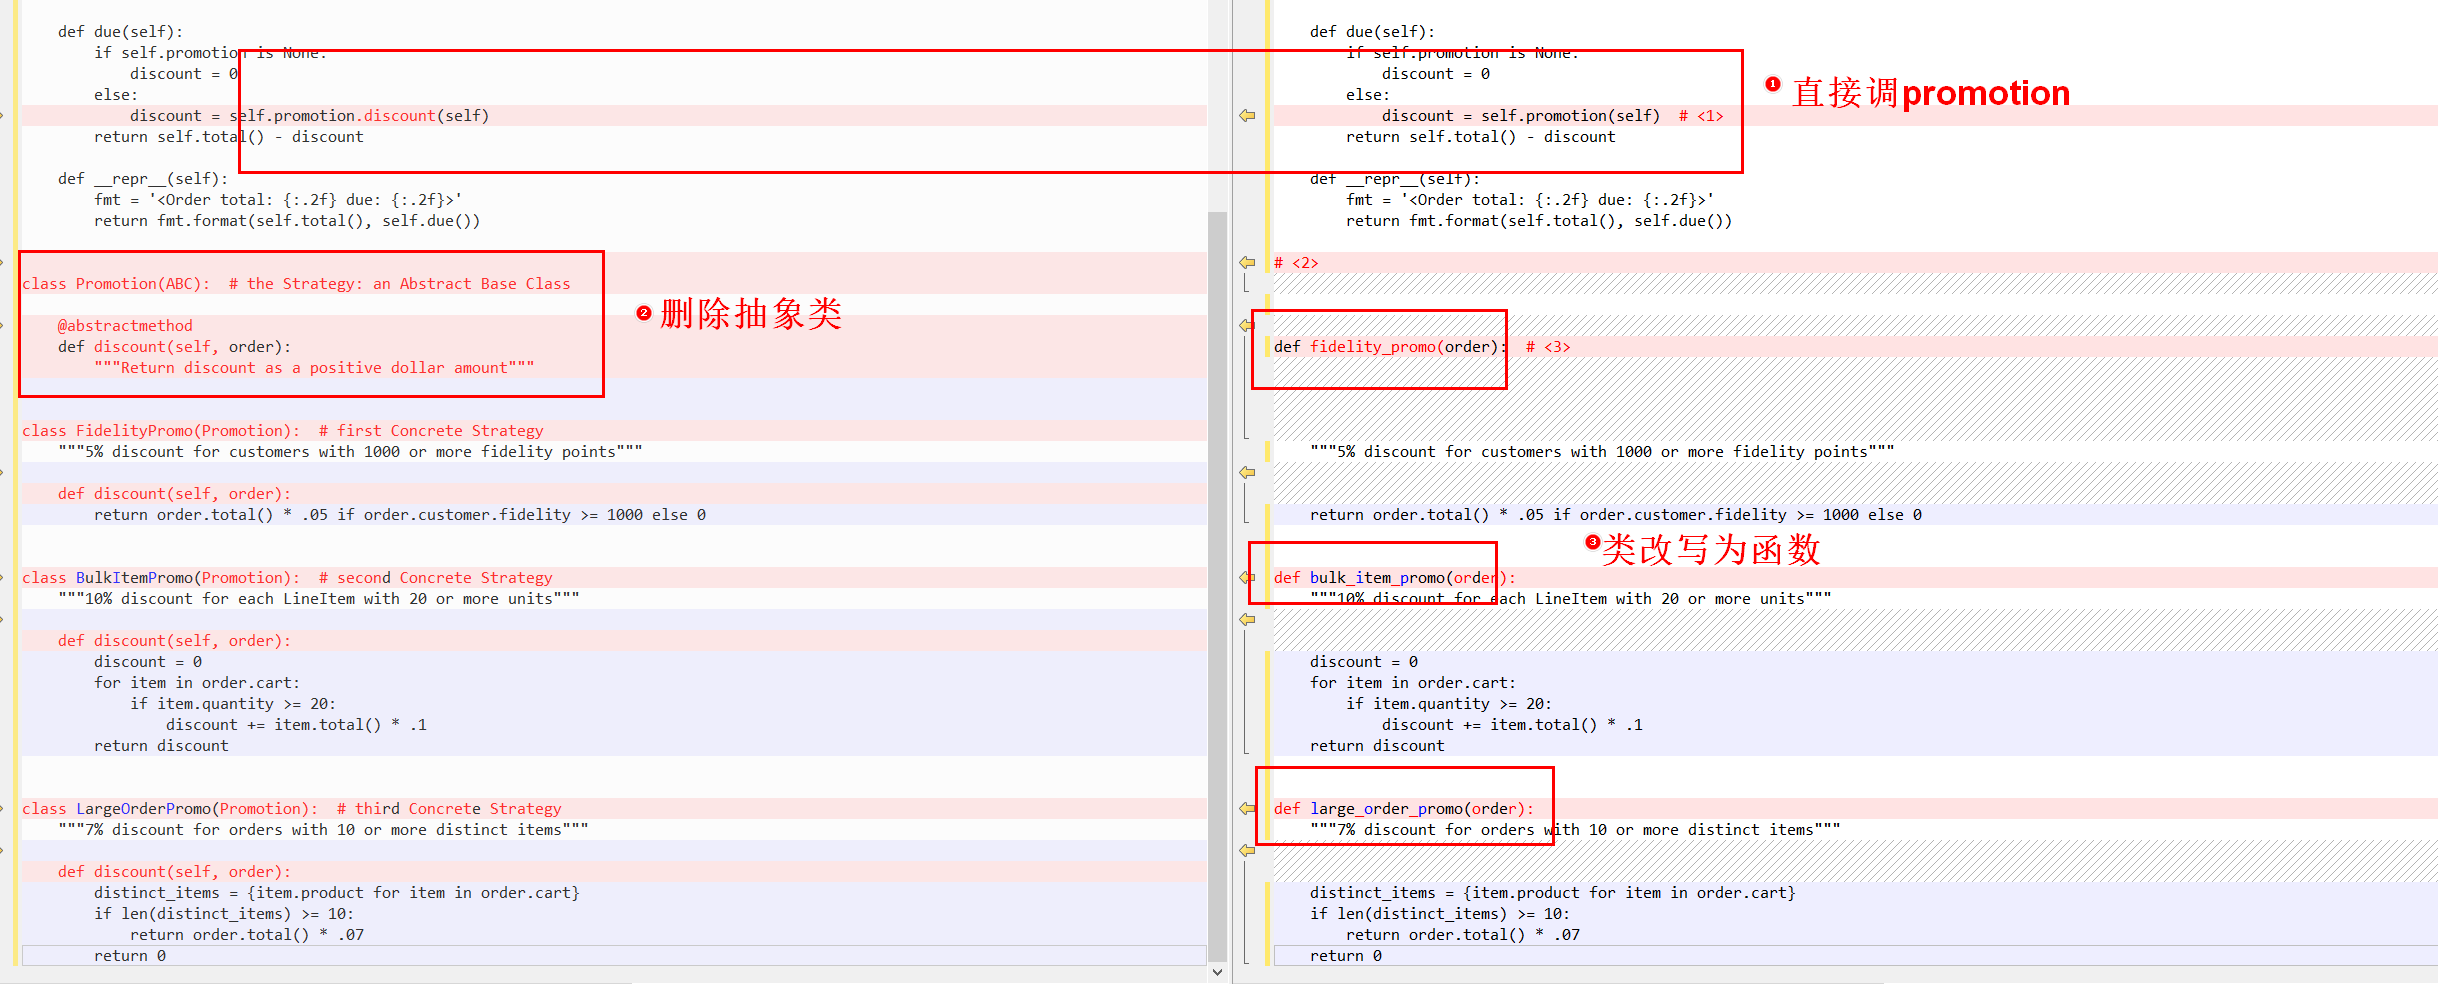 def due(self):
if self.promotion is None:
discount = 0
else:
discount = self.promotion.discount(self)
return self.total() - discount
def __repr__(self):
fmt = '<Order total: {:.2f} due: {:.2f}>'
return fmt.format(self.total(), self.due())
class Promotion(ABC):  # the Strategy: an Abstract Base Class
@abstractmethod
def discount(self, order):
"""Return discount as a positive dollar amount"""
❷ 删除抽象类
class FidelityPromo(Promotion):  # first Concrete Strategy
"""5% discount for customers with 1000 or more fidelity points"""
def discount(self, order):
return order.total() * .05 if order.customer.fidelity >= 1000 else 0
class BulkItemPromo(Promotion):  # second Concrete Strategy
"""10% discount for each LineItem with 20 or more units"""
def discount(self, order):
discount = 0
for item in order.cart:
if item.quantity >= 20:
discount += item.total() * .1
return discount
class LargeOrderPromo(Promotion):  # third Concrete Strategy
"""7% discount for orders with 10 or more distinct items"""
def discount(self, order):
distinct_items = {item.product for item in order.cart}
if len(distinct_items) >= 10:
return order.total() * .07
return 0
def due(self):
if self.promotion is None:
discount = 0
else:
discount = self.promotion(self)  # <1>
return self.total() - discount
❶ 直接调promotion
def __repr__(self):
fmt = '<Order total: {:.2f} due: {:.2f}>'
return fmt.format(self.total(), self.due())
# <2>
def fidelity_promo(order):  # <3>
"""5% discount for customers with 1000 or more fidelity points"""
return order.total() * .05 if order.customer.fidelity >= 1000 else 0
❸ 类改写为函数
def bulk_item_promo(order):
"""10% discount for each LineItem with 20 or more units"""
discount = 0
for item in order.cart:
if item.quantity >= 20:
discount += item.total() * .1
return discount
def large_order_promo(order):
"""7% discount for orders with 10 or more distinct items"""
distinct_items = {item.product for item in order.cart}
if len(distinct_items) >= 10:
return order.total() * .07
return 0